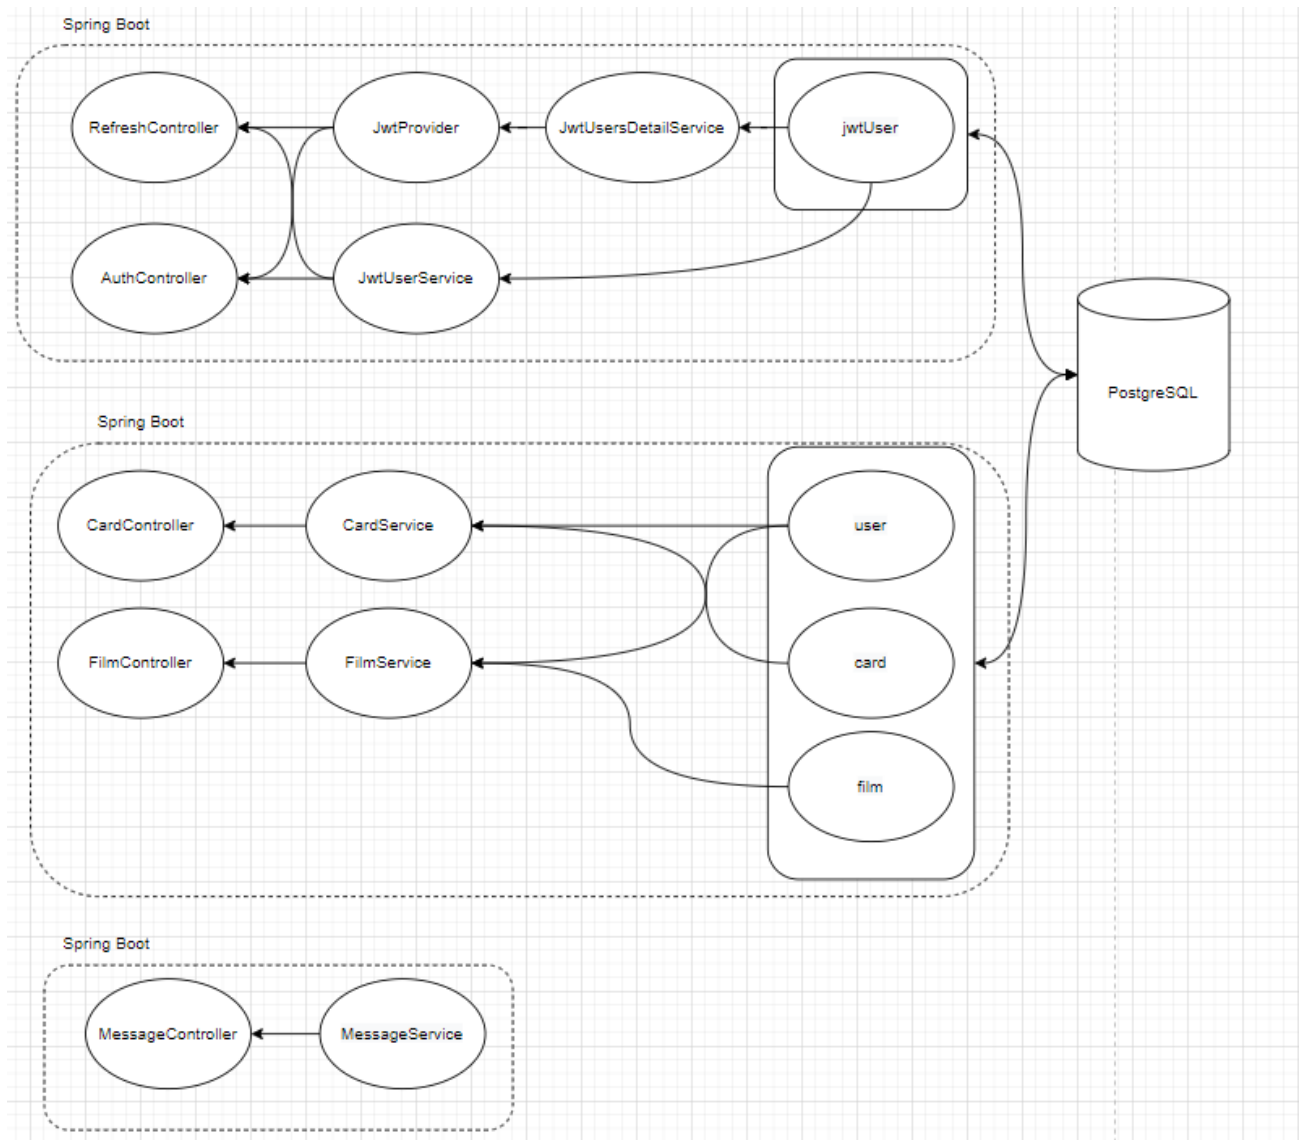 Spring Boot
RefreshController
JwtProvider
JwtUsersDetailService
jwtUser
AuthController
JwtUserService
PostgreSQL
Spring Boot
CardController
CardService
user
FilmController
FilmService
card
film
Spring Boot
MessageController
MessageService